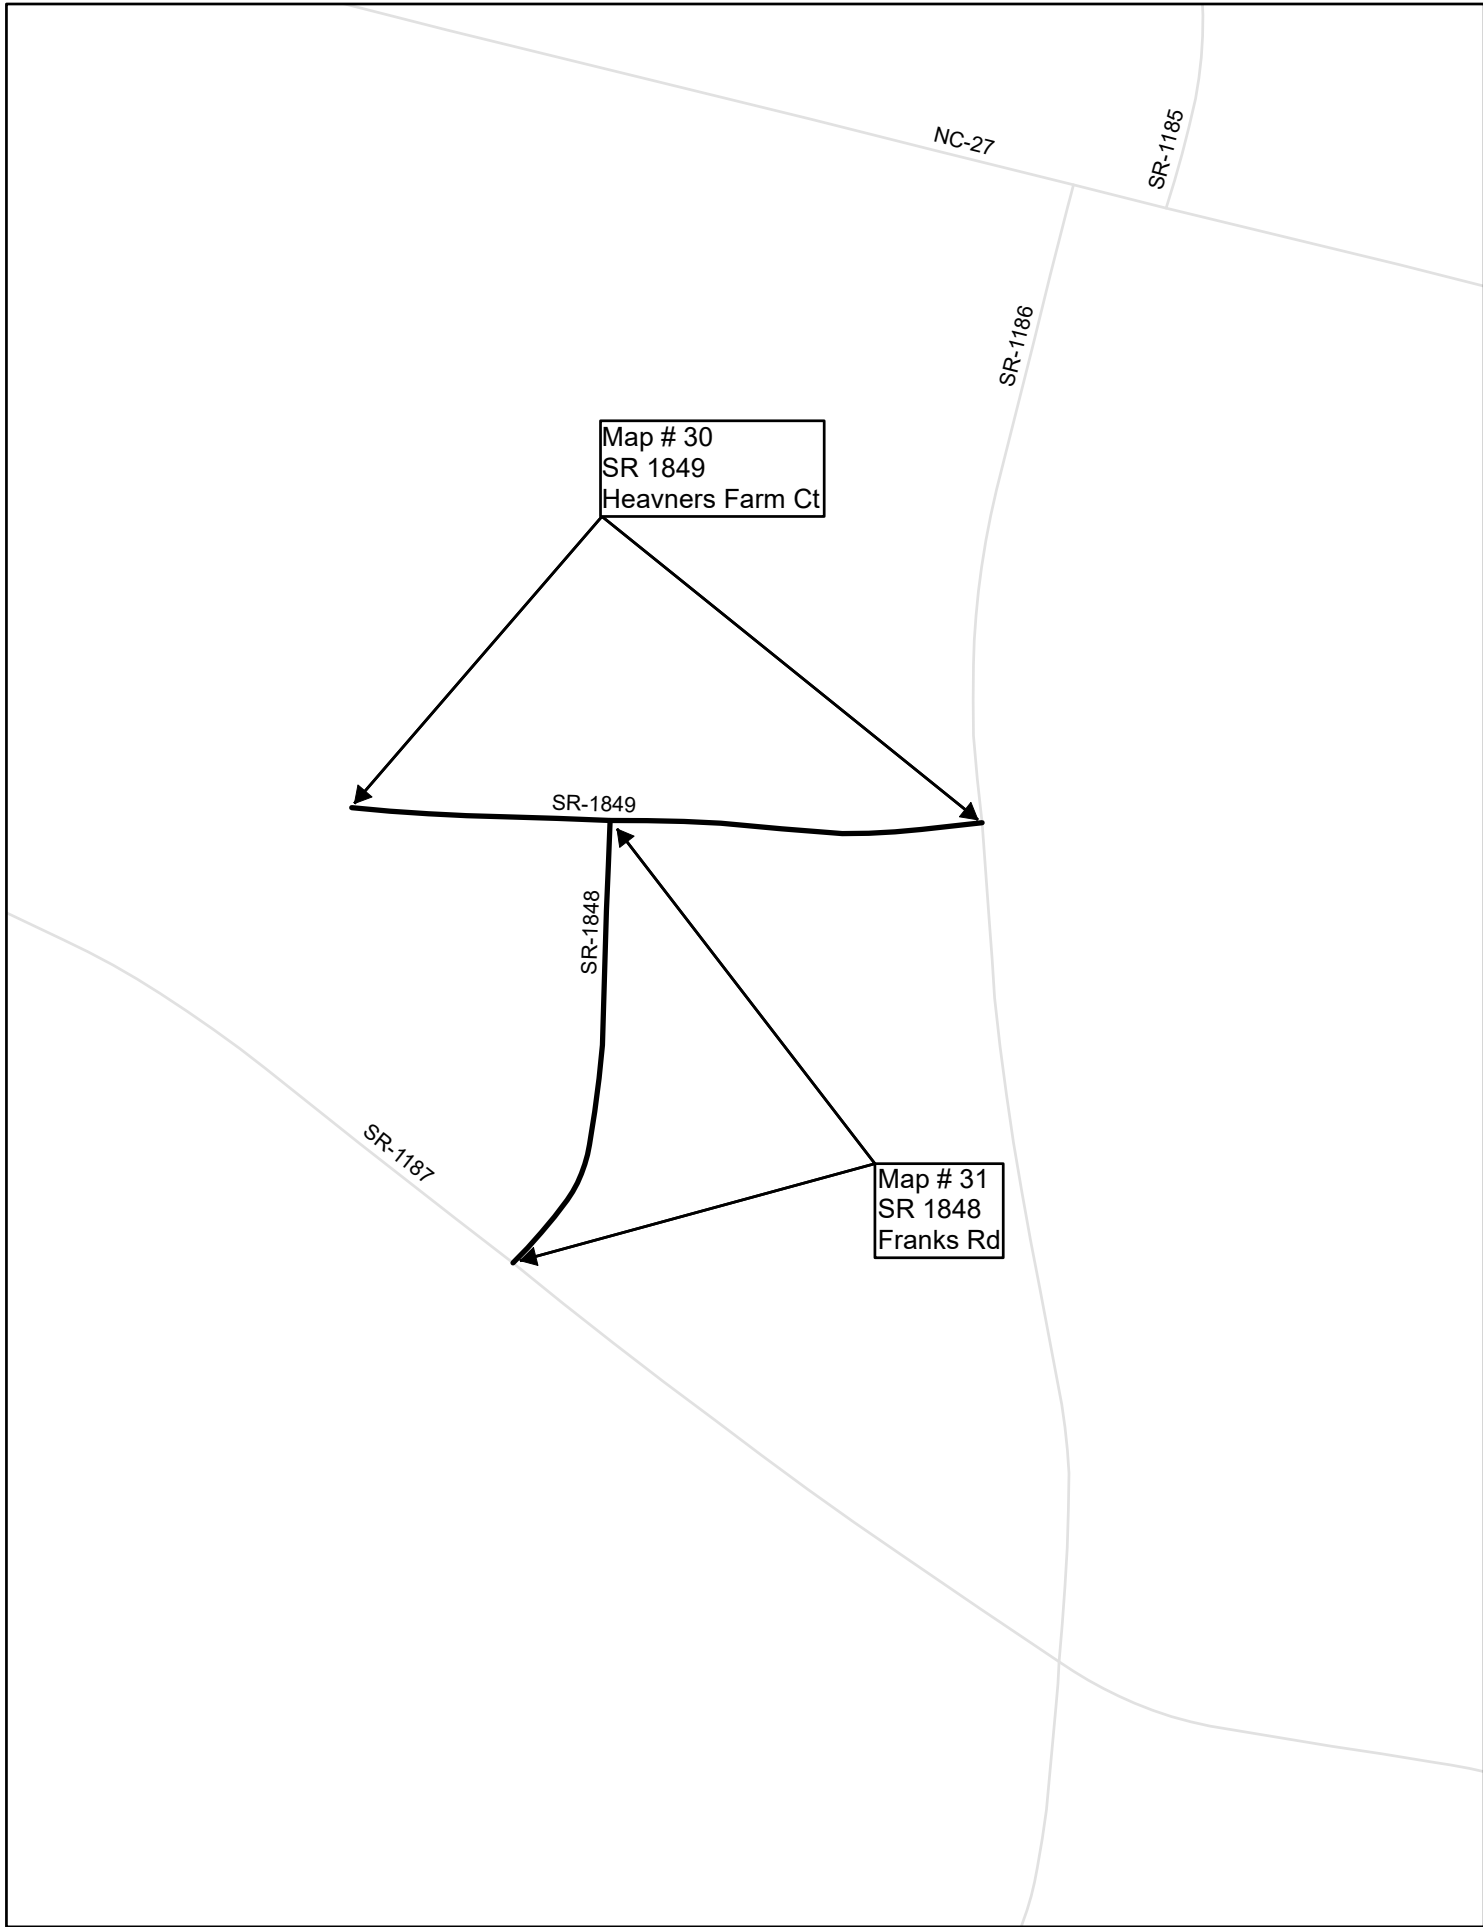 NC-27
SR-1185
SR-1186
Map # 30
SR 1849
Heavners Farm Ct
SR-1849
SR-1848
SR-1187
Map # 31
SR 1848
Franks Rd